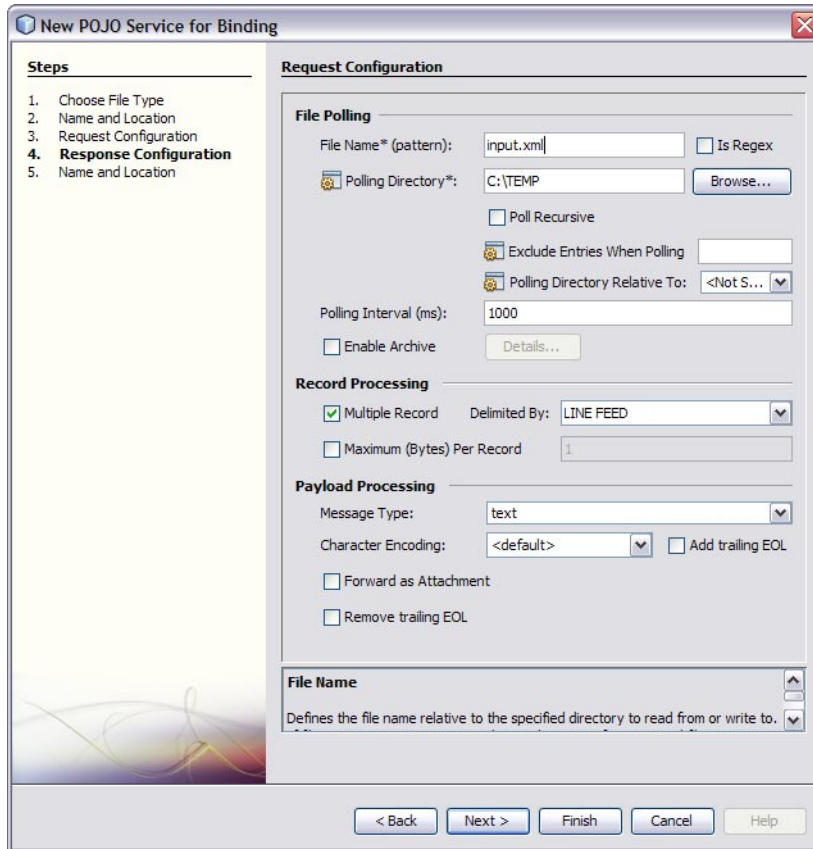 New POJO Service for Binding
Steps
1. Choose File Type
2. Name and Location
3. Request Configuration
4. Response Configuration
5. Name and Location
Request Configuration
File Polling
File Name* (pattern): input.xml Is Regex
Polling Directory*: C:\TEMP Browse...
Poll Recursive
Exclude Entries When Polling
Polling Directory Relative To: <Not S...
Polling Interval (ms): 1000
Enable Archive Details...
Record Processing
Multiple Record Delimited By: LINE FEED
Maximum (Bytes) Per Record 1
Payload Processing
Message Type: text
Character Encoding: <default> Add trailing EOL
Forward as Attachment
Remove trailing EOL
File Name
Defines the file name relative to the specified directory to read from or write to.
< Back Next > Finish Cancel Help